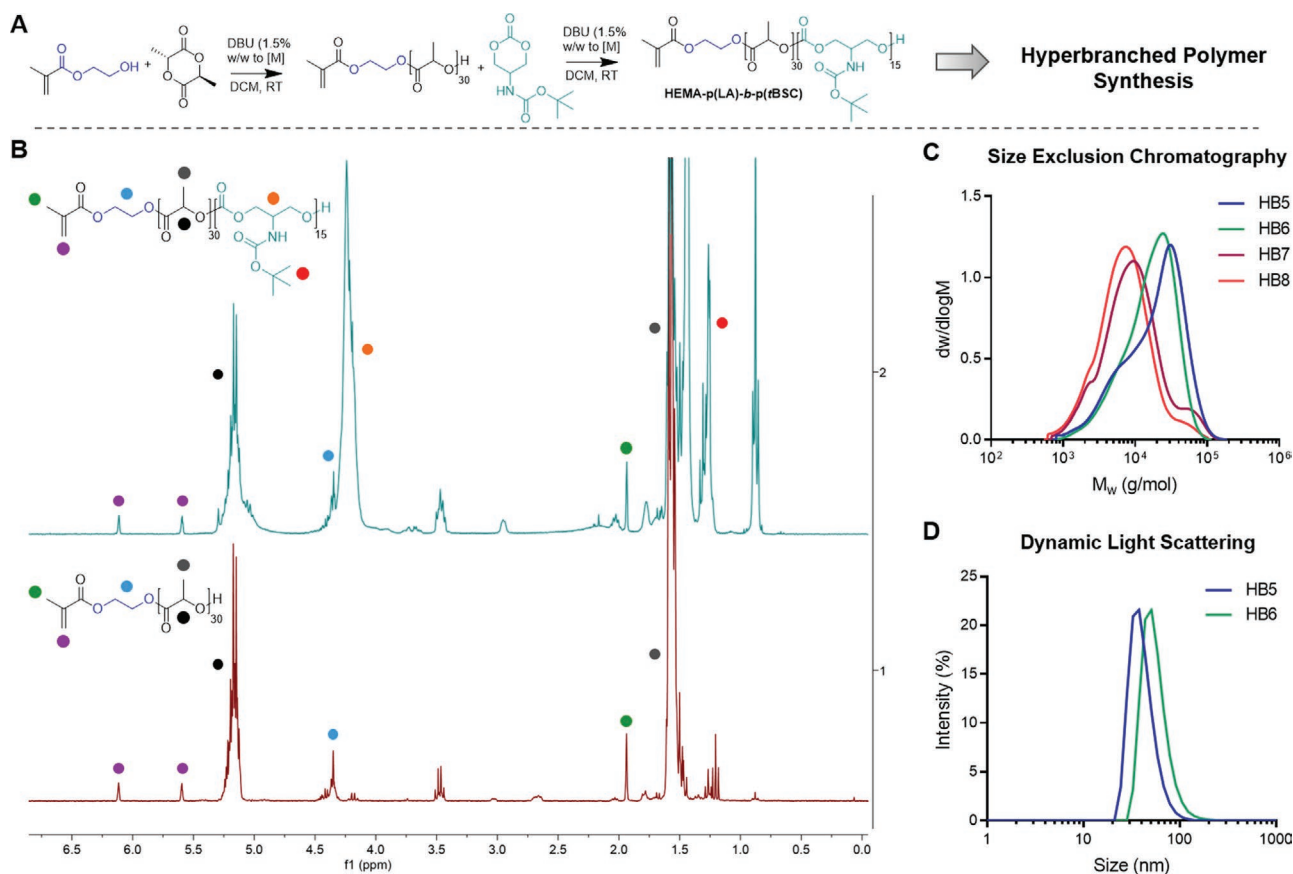 A
O
O
OH
+
O
O
O
O
DBU (1.5%
w/w to [M]
DCM, RT
O
O
O
O
O
H
30
+
O
O
O
HN
O
O
DBU (1.5%
w/w to [M]
DCM, RT
O
O
O
O
O
30
O
O
O
H
15
HN
O
O
HEMA-p(LA)-b-p(tBSC)
Hyperbranched Polymer
Synthesis
B
O
O
O
O
O
30
O
O
O
H
15
O
NH
O
2
O
O
O
O
O
H
30
1
6.5 6.0 5.5 5.0 4.5 4.0 3.5 3.0 2.5 2.0 1.5 1.0 0.5 0.0
f1 (ppm)
C
Size Exclusion Chromatography
1.5
1.0
0.5
0.0
dw/dlogM
HB5
HB6
HB7
HB8
10² 10³ 10⁴ 10⁵ 10⁶
Mw (g/mol)
D
Dynamic Light Scattering
25
20
15
10
5
0
Intensity (%)
HB5
HB6
1 10 100 1000
Size (nm)